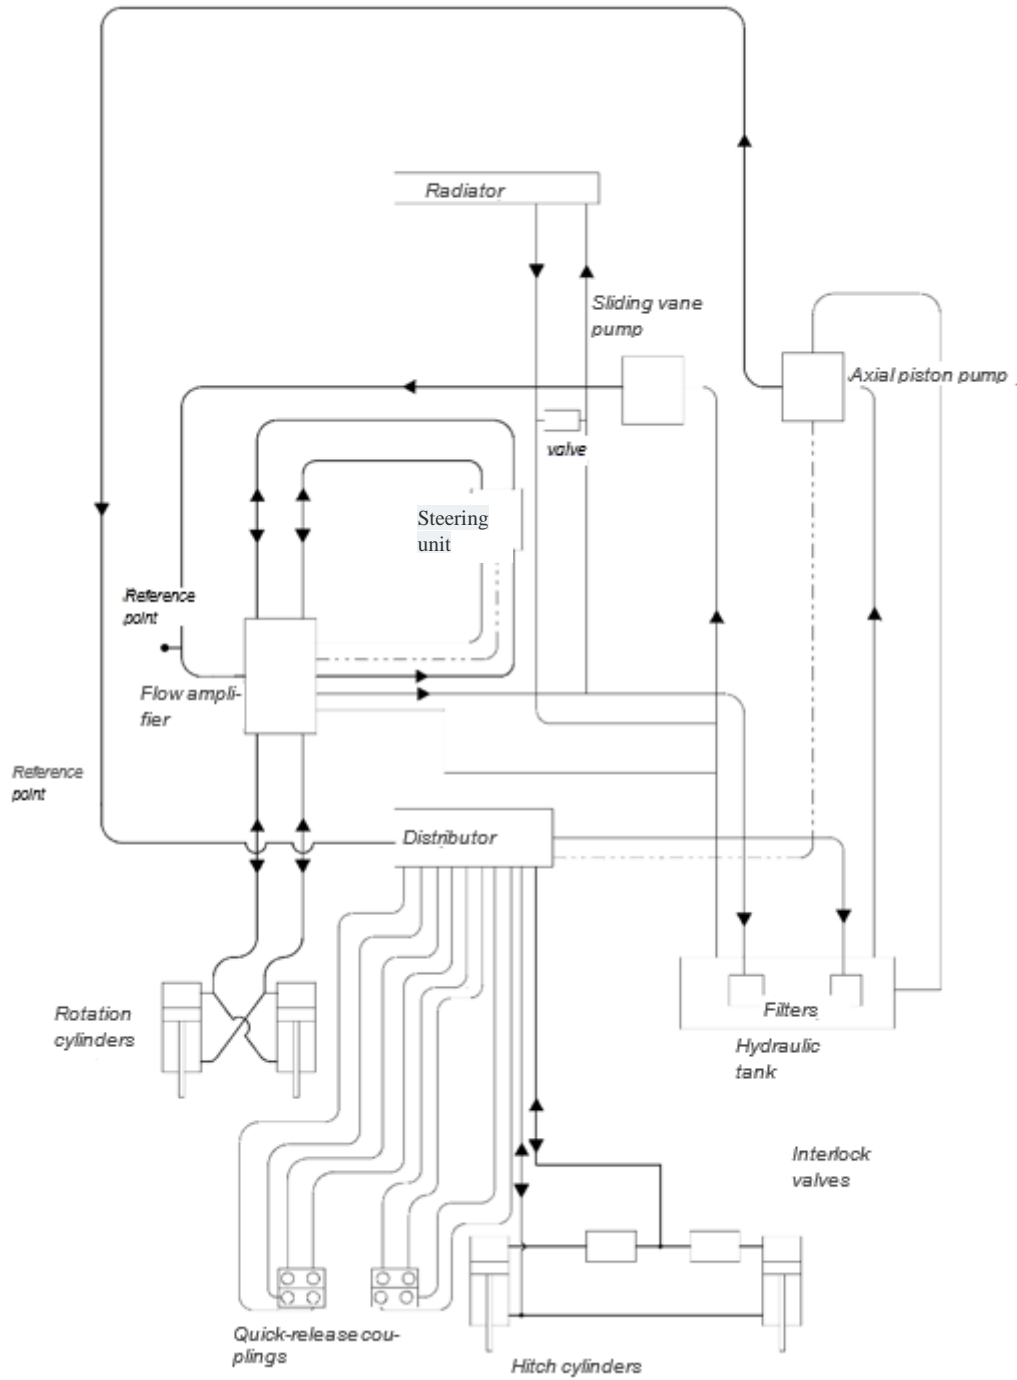 Radiator
Sliding vane
pump
Axial piston pump
valve
Steering
unit
Reference
point
Flow ampli-
fier
Reference
point
Distributor
Filters
Rotation
cylinders
Hydraulic
tank
Interlock
valves
Quick-release cou-
plings
Hitch cylinders